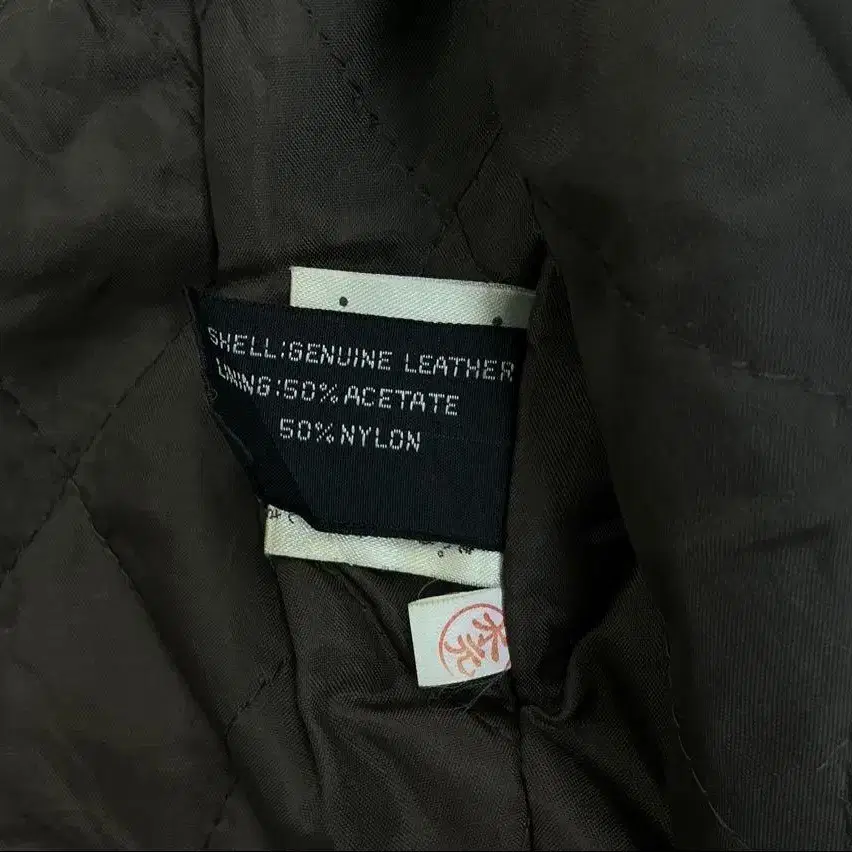 SHELL:GENUINE LEATHER
LINING:50%ACETATE
50%NYLON